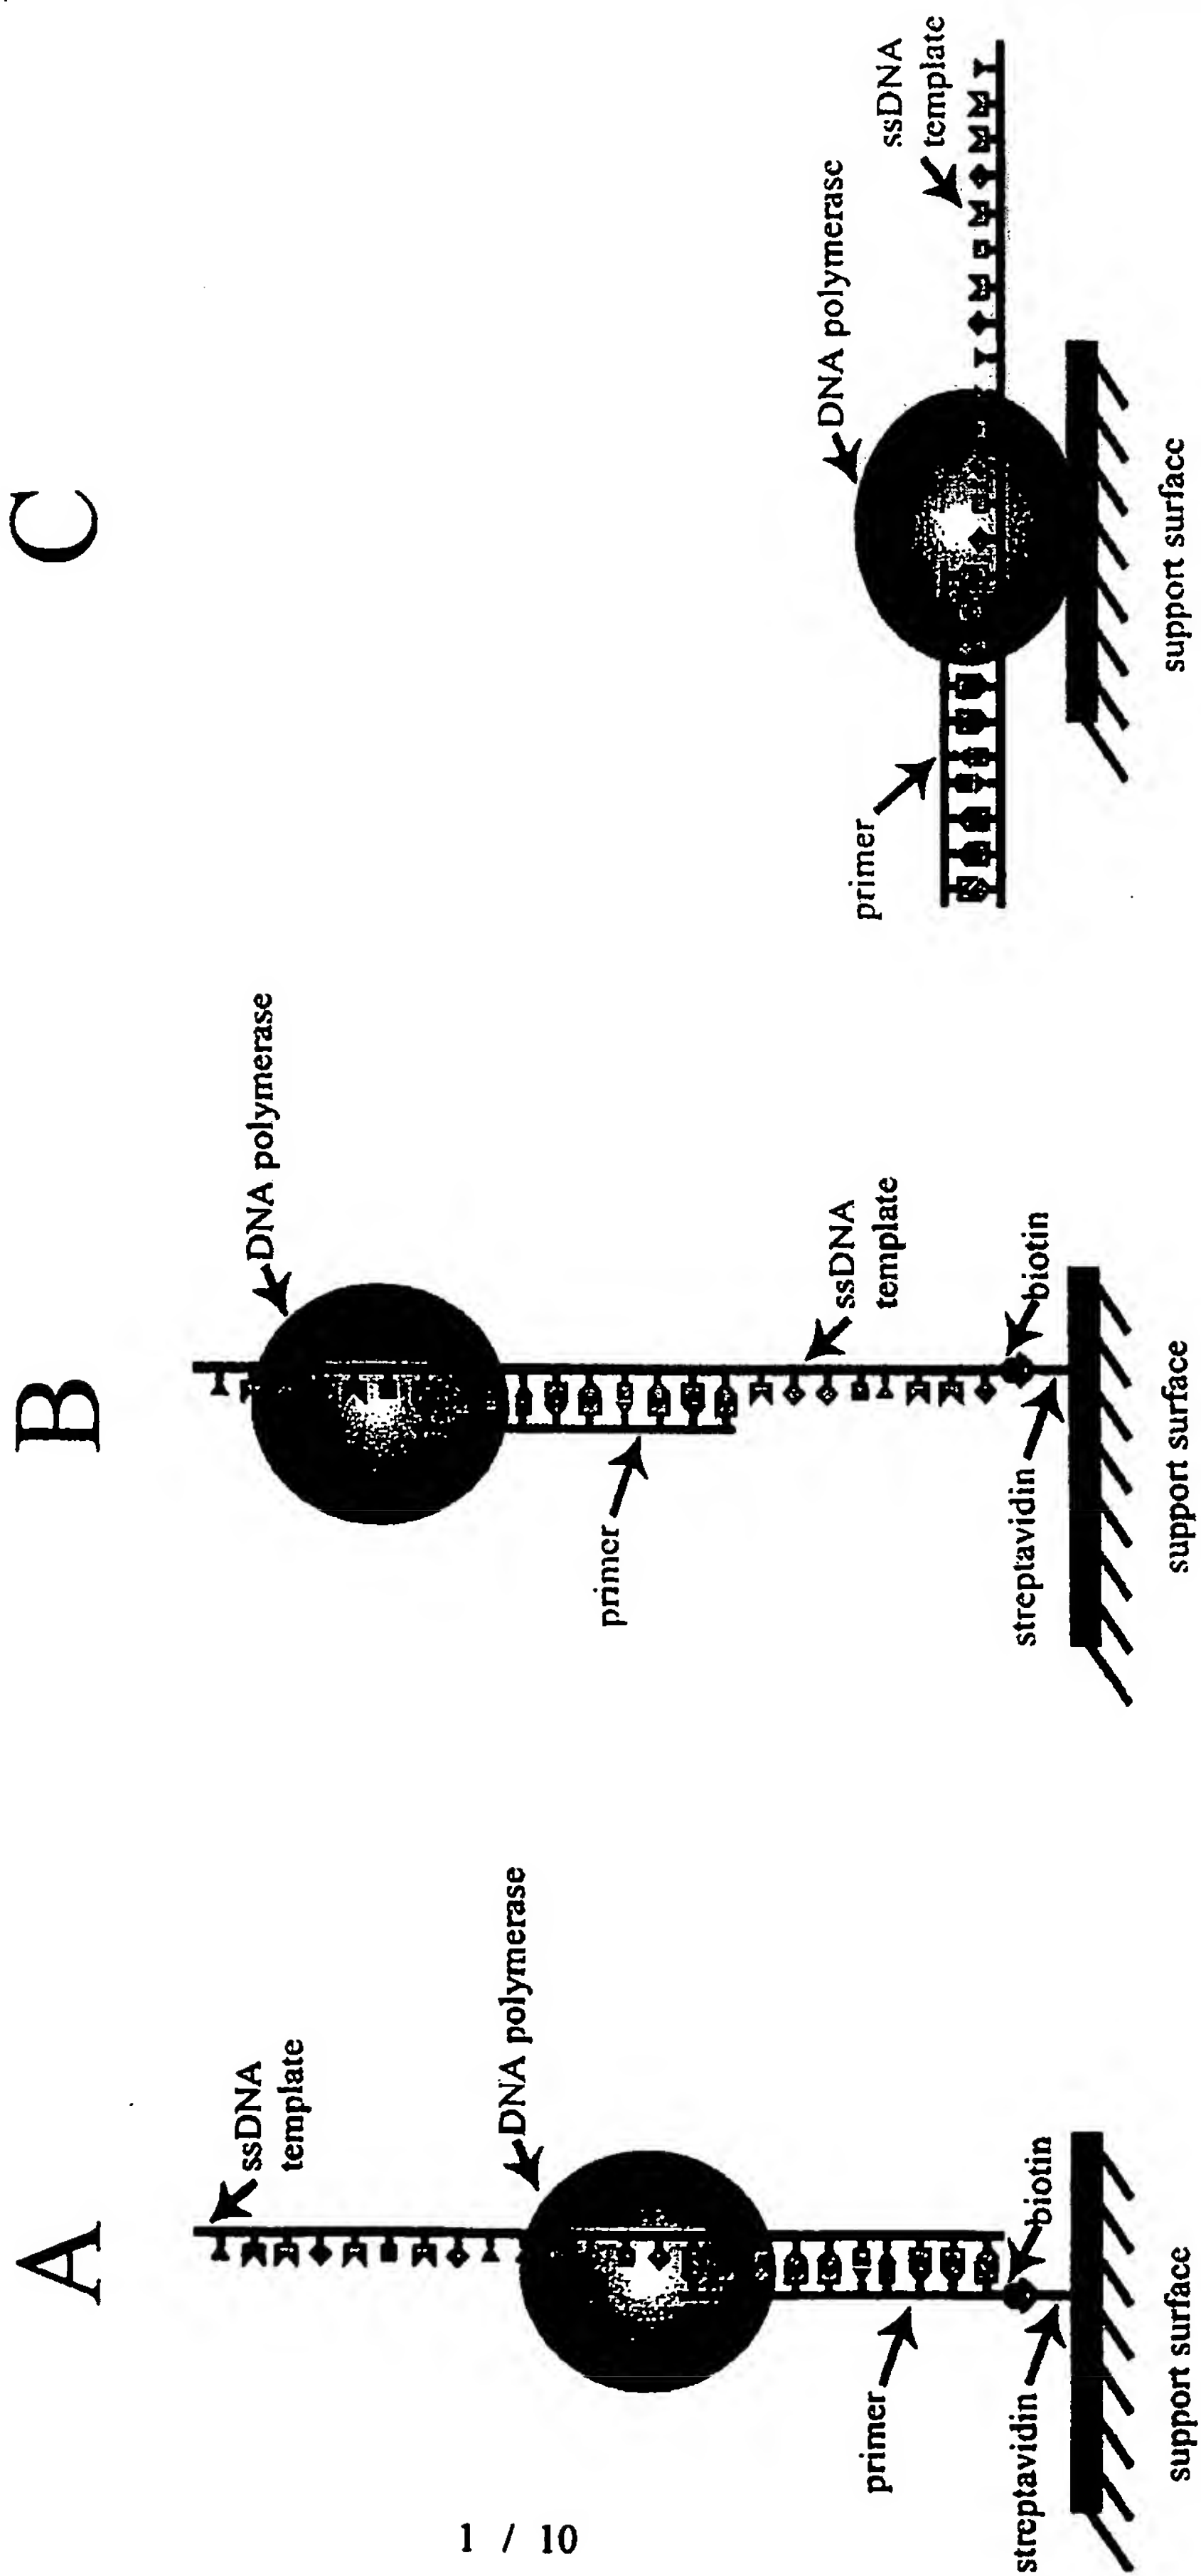 A
ssDNA
template
DNA polymerase
primer
biotin
streptavidin
support surface
B
DNA polymerase
primer
ssDNA
template
biotin
streptavidin
support surface
C
DNA polymerase
ssDNA
template
primer
support surface
1 / 10